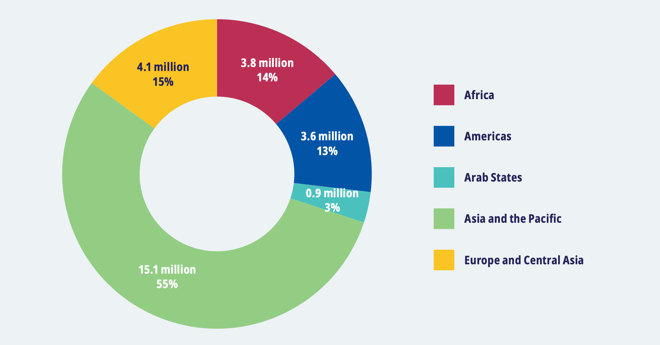 4.1 million
15%
3.8 million
14%
3.6 million
13%
0.9 million
3%
15.1 million
55%
Africa
Americas
Arab States
Asia and the Pacific
Europe and Central Asia